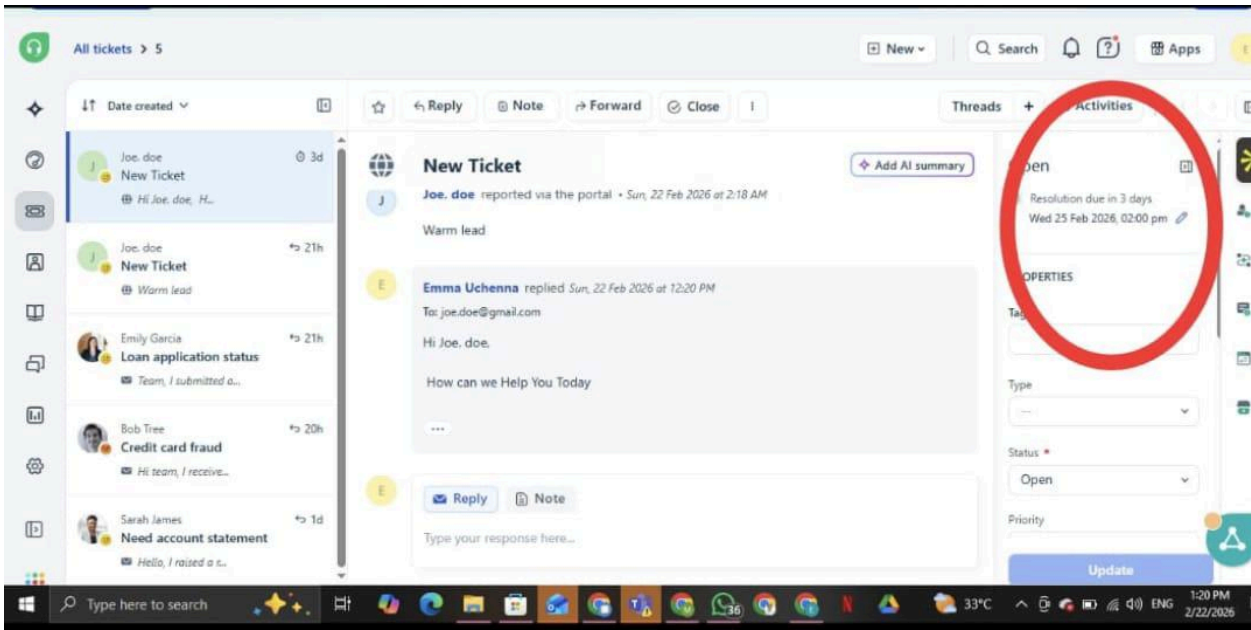 All tickets > 5
New
Search
Apps
Date created
Reply
Note
Forward
Close
Threads
+
Activities
Joe. doe
3d
New Ticket
Hi Joe. doe, H...
Joe. doe
21h
New Ticket
Warm lead
Emily Garcia
21h
Loan application status
Team, I submitted a...
Bob Tree
20h
Credit card fraud
Hi team, I receive...
Sarah James
1d
Need account statement
Hello, I raised a r...
New Ticket
Add AI summary
Joe. doe reported via the portal • Sun, 22 Feb 2026 at 2:18 AM
Warm lead
Emma Uchenna replied Sun, 22 Feb 2026 at 12:20 PM
To: joe.doe@gmail.com
Hi Joe. doe,
How can we Help You Today
...
Reply
Note
Type your response here...
Resolution due in 3 days
Wed 25 Feb 2026, 02:00 pm
Type
--
Status *
Open
Priority
Update
Type here to search
36
33°C
ENG
1:20 PM
2/22/2026